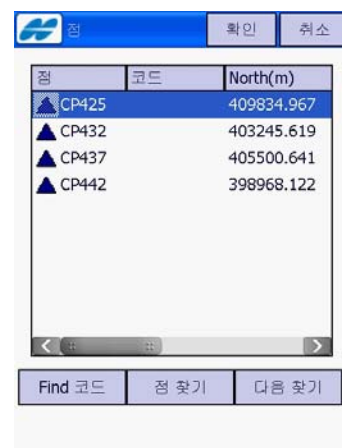 점 확인 취소
점 코드 North(m)
CP425 409834.967
CP432 403245.619
CP437 405500.641
CP442 398968.122
Find 코드 점 찾기 다음 찾기